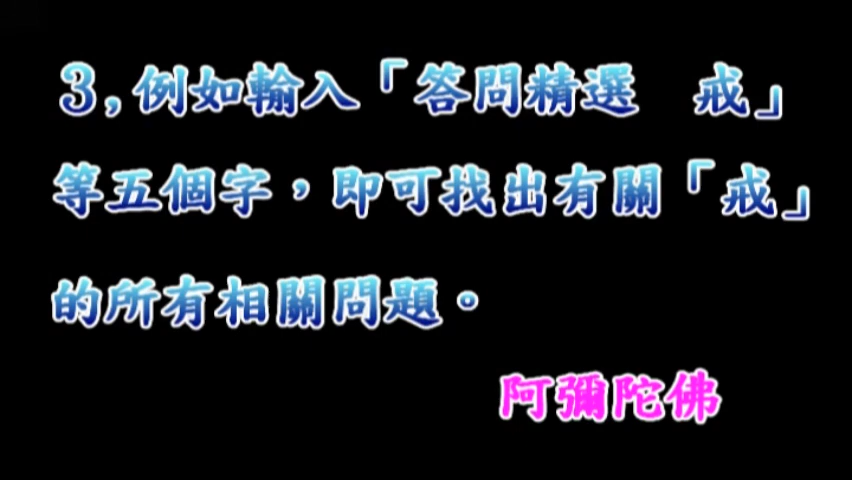 3,例如輸入「答問精選　戒」
等五個字，即可找出有關「戒」
的所有相關問題。
阿彌陀佛